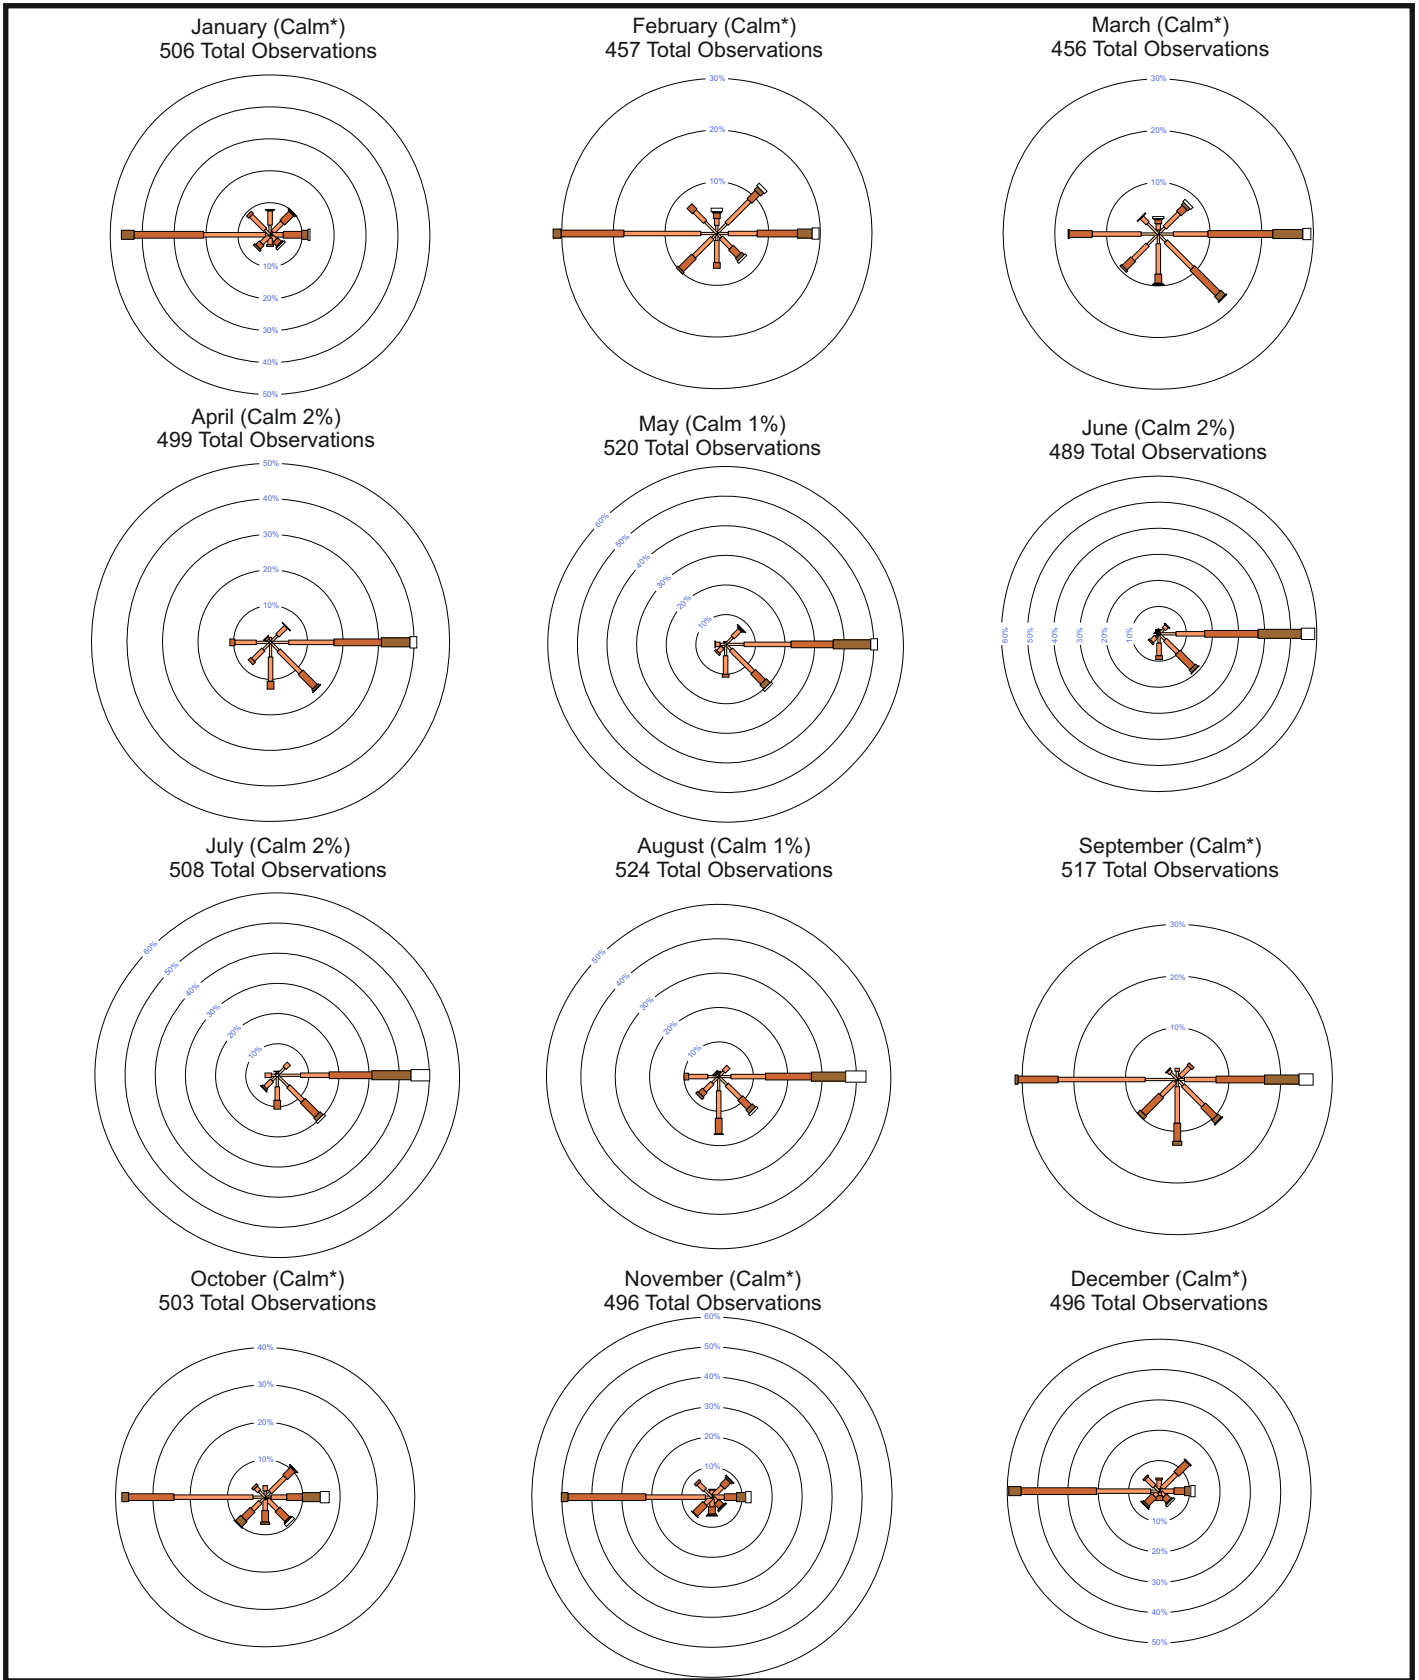 January (Calm*)
506 Total Observations
10%
20%
30%
40%
50%
February (Calm*)
457 Total Observations
30%
20%
10%
March (Calm*)
456 Total Observations
30%
20%
10%
April (Calm 2%)
499 Total Observations
50%
40%
30%
20%
10%
May (Calm 1%)
520 Total Observations
60%
50%
40%
30%
20%
10%
June (Calm 2%)
489 Total Observations
60%
50%
40%
30%
20%
10%
July (Calm 2%)
508 Total Observations
60%
50%
40%
30%
20%
10%
August (Calm 1%)
524 Total Observations
50%
40%
30%
20%
10%
September (Calm*)
517 Total Observations
30%
20%
10%
October (Calm*)
503 Total Observations
40%
30%
20%
10%
November (Calm*)
496 Total Observations
60%
50%
40%
30%
20%
10%
December (Calm*)
496 Total Observations
10%
20%
30%
40%
50%